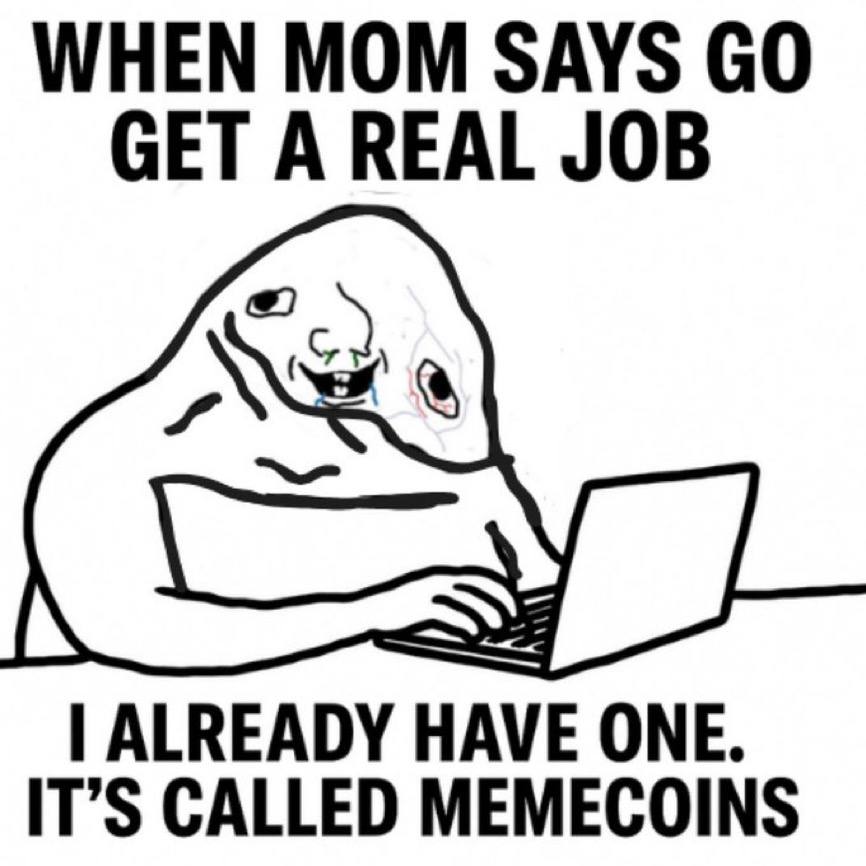 WHEN MOM SAYS GO
GET A REAL JOB
I ALREADY HAVE ONE.
IT’S CALLED MEMECOINS